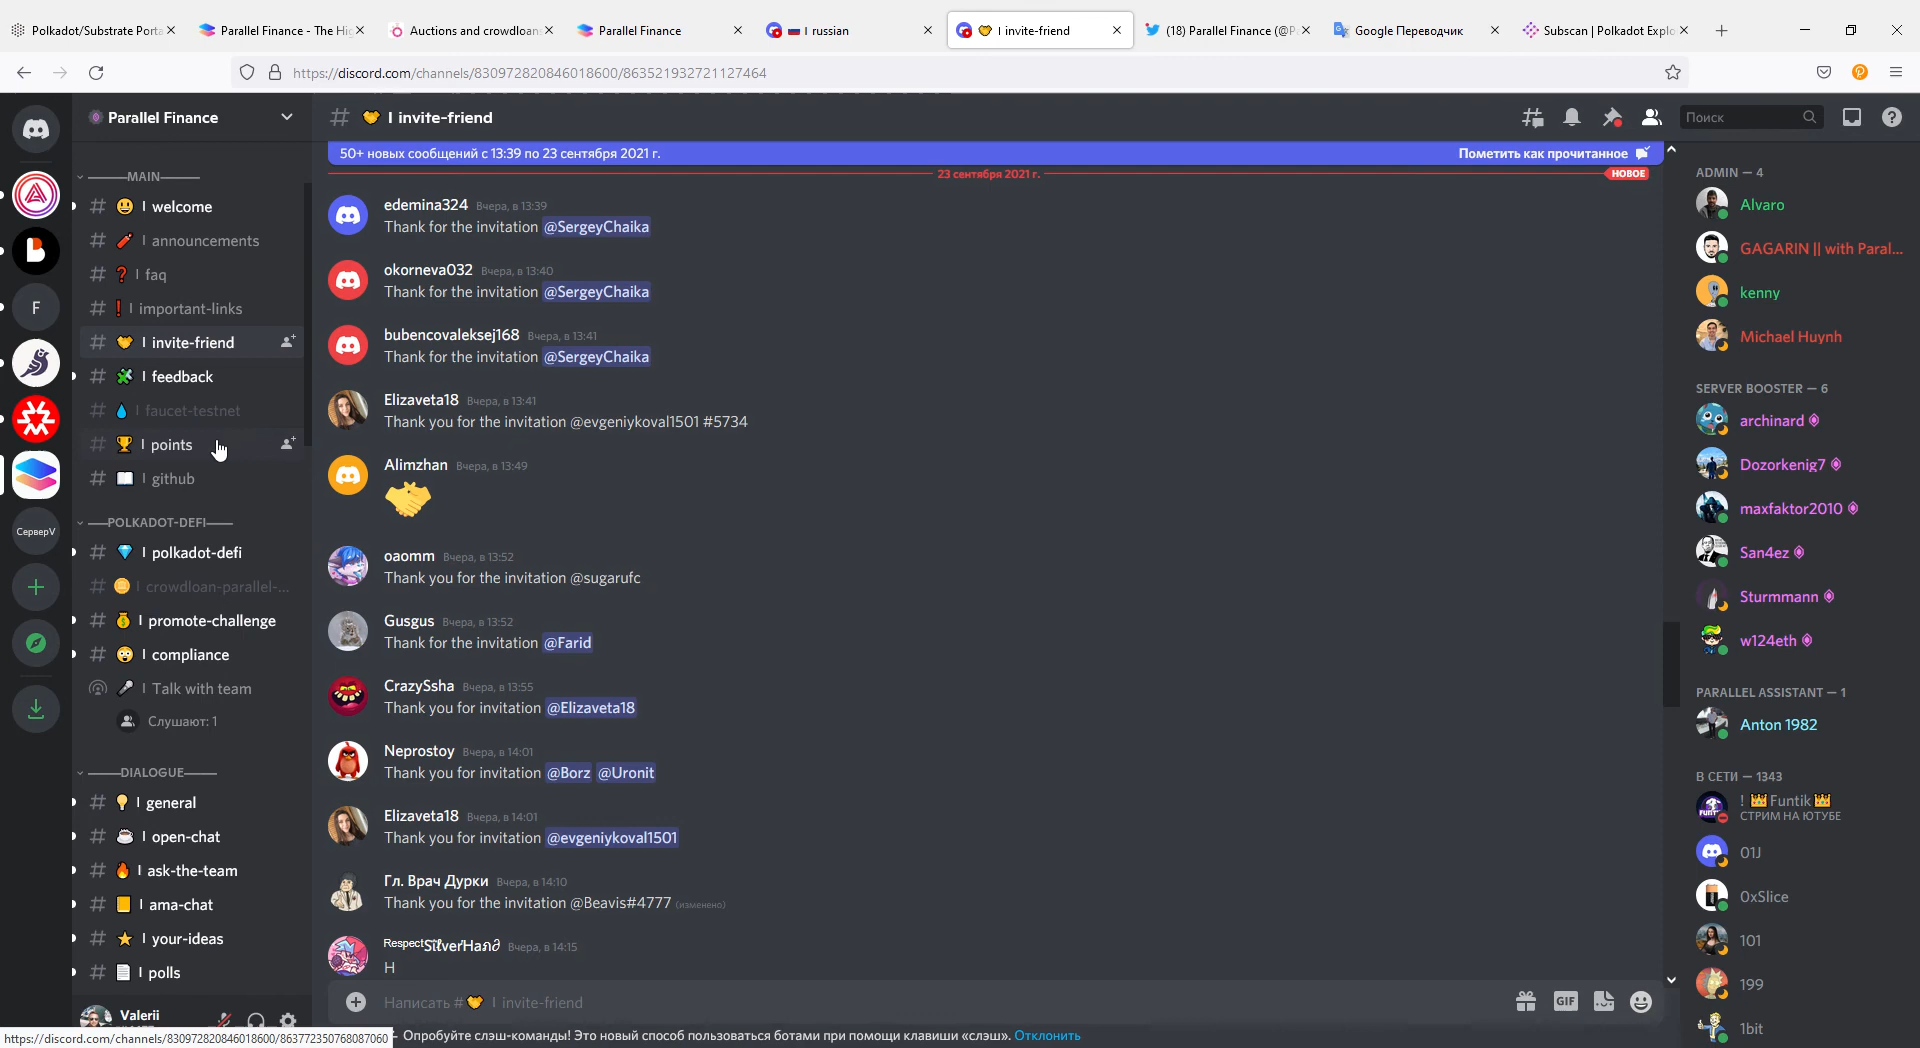 Polkadot/Substrate Porta
Parallel Finance - The Hig
Auctions and crowdloans
Parallel Finance
I russian
I invite-friend
(18) Parallel Finance (@Pa
Google Переводчик
Subscan | Polkadot Explo
https://discord.com/channels/830972820846018600/863521932721127464
Parallel Finance
I invite-friend
Поиск
50+ новых сообщений с 13:39 по 23 сентября 2021 г.
Пометить как прочитанное
23 сентября 2021 г.
НОВОЕ
MAIN
I welcome
I announcements
I faq
I important-links
I invite-friend
I feedback
I faucet-testnet
I points
I github
POLKADOT-DEFI
I polkadot-defi
I crowdloan-parallel-...
I promote-challenge
I compliance
I Talk with team
Слушают: 1
DIALOGUE
I general
I open-chat
I ask-the-team
I ama-chat
I your-ideas
I polls
F
СерверV
Valerii
edemina324 Вчера, в 13:39
Thank for the invitation @SergeyChaika
okorneva032 Вчера, в 13:40
Thank for the invitation @SergeyChaika
bubencovaleksej168 Вчера, в 13:41
Thank for the invitation @SergeyChaika
Elizaveta18 Вчера, в 13:41
Thank you for the invitation @evgeniykoval1501 #5734
Alimzhan Вчера, в 13:49
oaomm Вчера, в 13:52
Thank you for the invitation @sugarufc
Gusgus Вчера, в 13:52
Thank for the invitation @Farid
CrazySsha Вчера, в 13:55
Thank you for invitation @Elizaveta18
Neprostoy Вчера, в 14:01
Thank you for invitation @Borz @Uronit
Elizaveta18 Вчера, в 14:01
Thank you for invitation @evgeniykoval1501
Гл. Врач Дурки Вчера, в 14:10
Thank you for the invitation @Beavis#4777 (изменено)
Вчера, в 14:15
H
Написать # I invite-friend
GIF
Опробуйте слэш-команды! Это новый способ пользоваться ботами при помощи клавиши «слэш». Отклонить
https://discord.com/channels/830972820846018600/863772350768087060
ADMIN — 4
Alvaro
GAGARIN || with Paral...
kenny
Michael Huynh
SERVER BOOSTER — 6
archinard
Dozorkenig7
maxfaktor2010
San4ez
Sturmmann
w124eth
PARALLEL ASSISTANT — 1
Anton 1982
В СЕТИ — 1343
! Funtik
СТРИМ НА ЮТУБЕ
01J
0xSlice
101
199
1bit